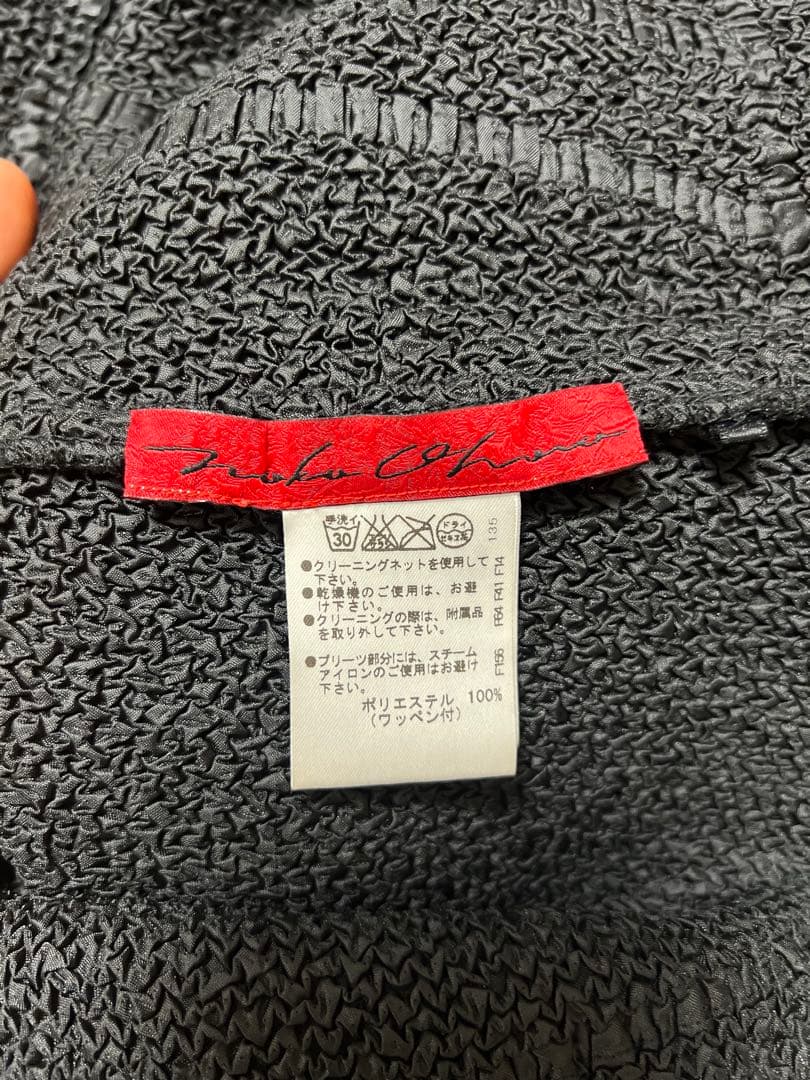 手洗イ
30
ドライ
セキユ系
135
●クリーニングネットを使用して
下さい。
●乾燥機のご使用は、お避
け下さい。
●クリーニングの際は、附属品
を取り外して下さい。
●プリーツ部分には、スチーム
アイロンのご使用はお避け
下さい。
ポリエステル 100%
(ワッペン付)
F64 F41 F14
F156